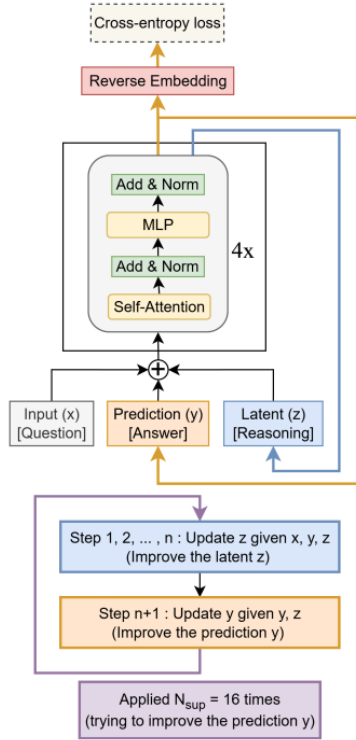 Cross-entropy loss
Reverse Embedding
Add & Norm
MLP
4x
Add & Norm
Self-Attention
Input (x)
[Question]
Prediction (y)
[Answer]
Latent (z)
[Reasoning]
Step 1, 2, ... , n : Update z given x, y, z
(Improve the latent z)
Step n+1 : Update y given y, z
(Improve the prediction y)
Applied N_sup = 16 times
(trying to improve the prediction y)